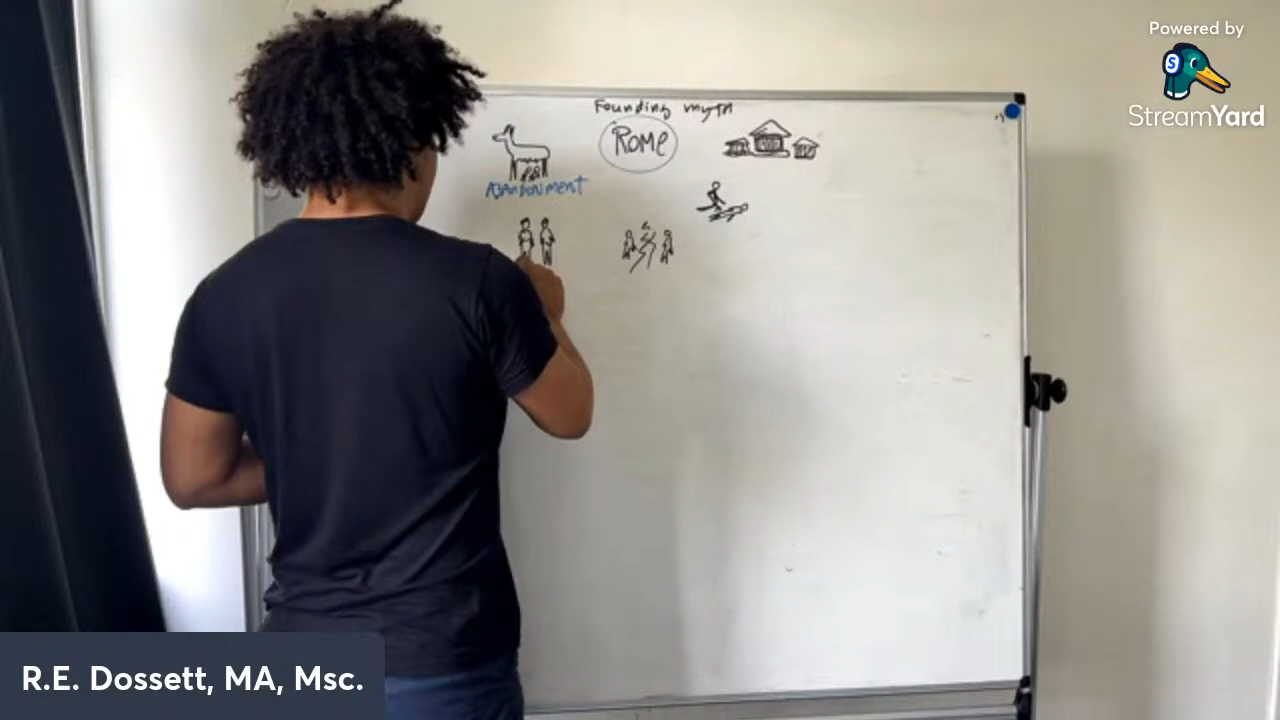 Powered by
StreamYard
Founding myth
Rome
ABANDONMENT
R.E. Dossett, MA, Msc.